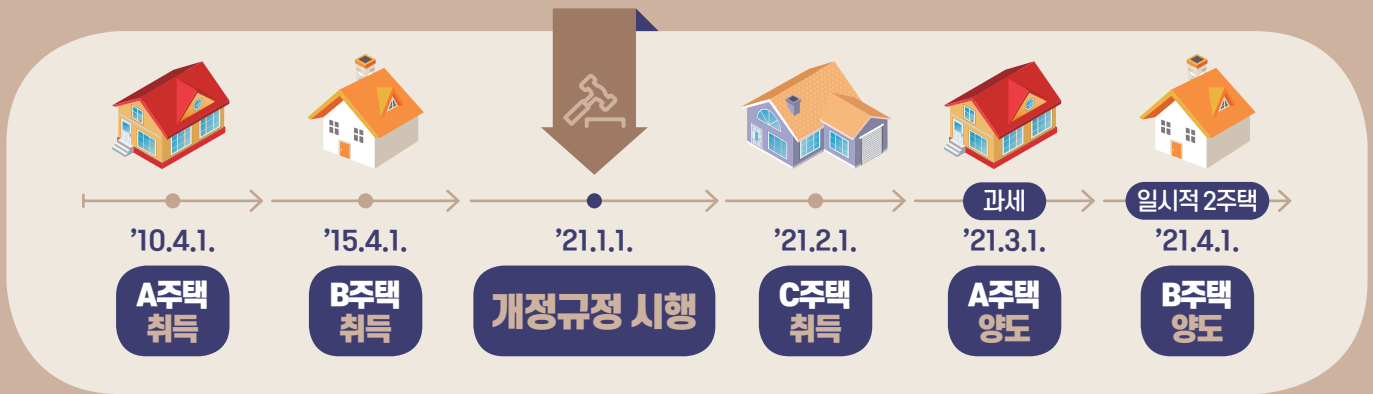 과세
일시적 2주택
’10.4.1.
’15.4.1.
’21.1.1.
’21.2.1.
’21.3.1.
’21.4.1.
A주택
취득
B주택
취득
개정규정 시행
C주택
취득
A주택
양도
B주택
양도